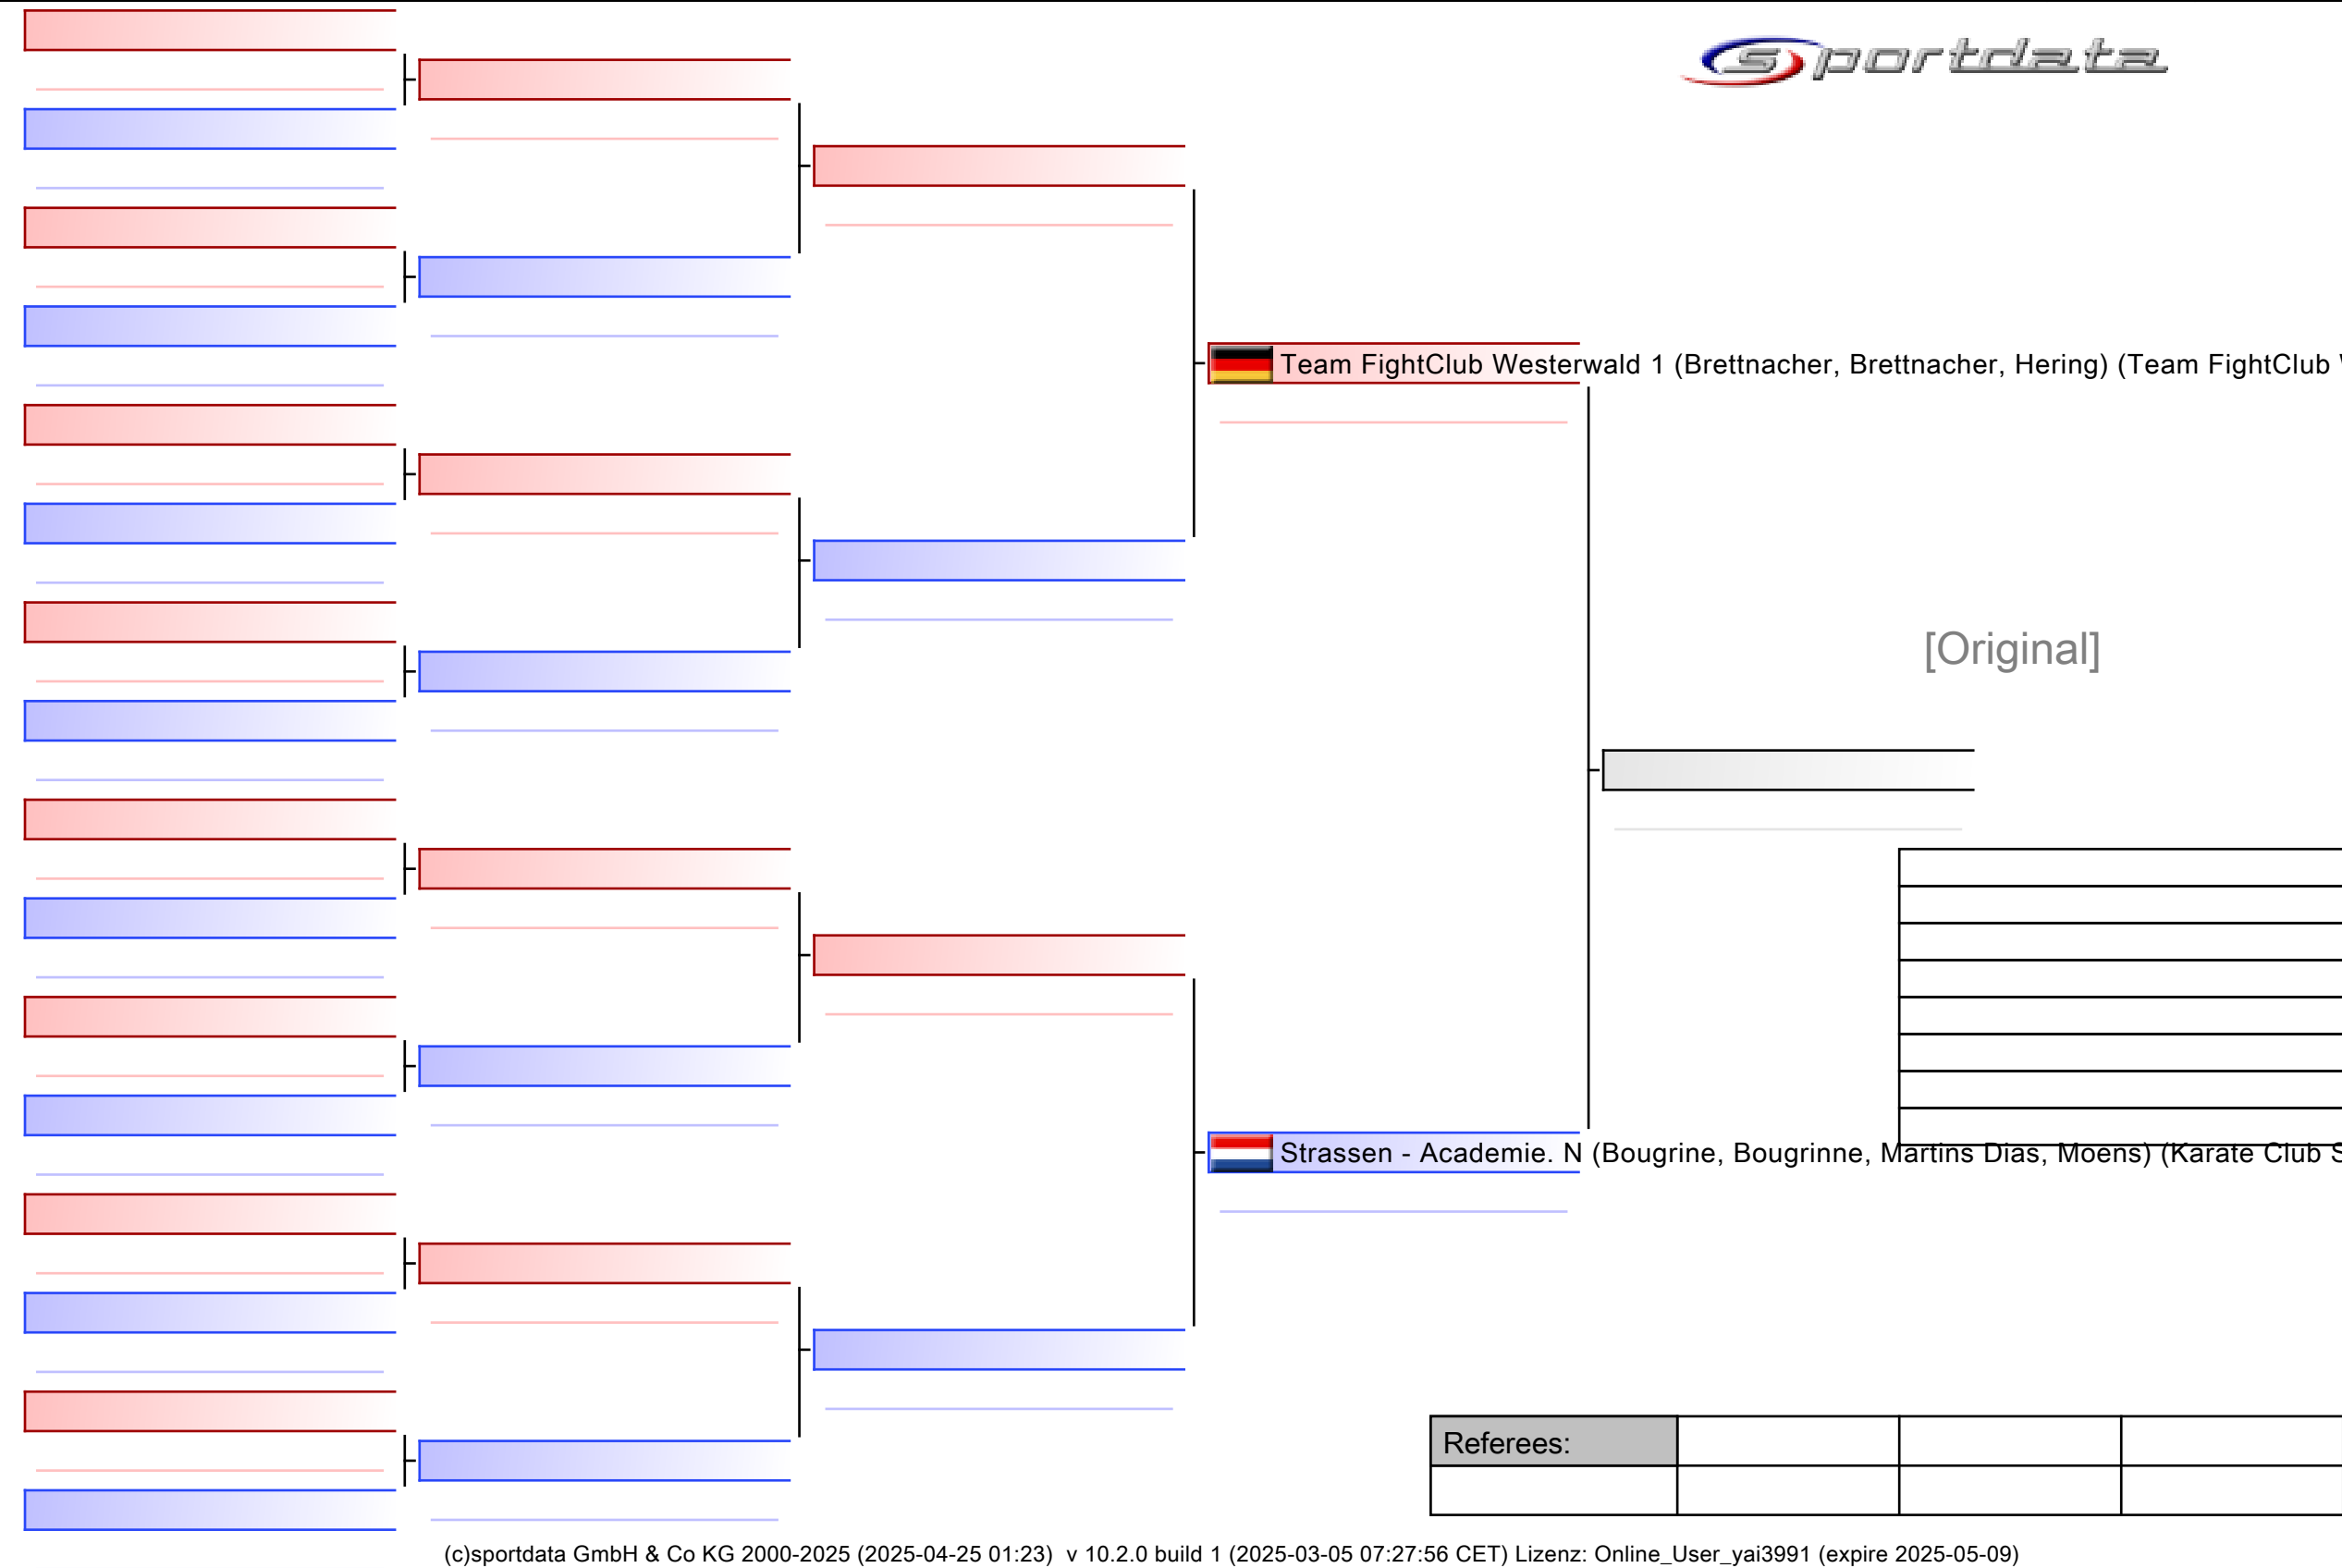 sportdata
Team FightClub Westerwald 1 (Brettnacher, Brettnacher, Hering) (Team FightClub
[Original]
Strassen - Academie. N (Bougrine, Bougrinne, Martins Dias, Moens) (Karate Club S
Referees:
(c)sportdata GmbH & Co KG 2000-2025 (2025-04-25 01:23) v 10.2.0 build 1 (2025-03-05 07:27:56 CET) Lizenz: Online_User_yai3991 (expire 2025-05-09)